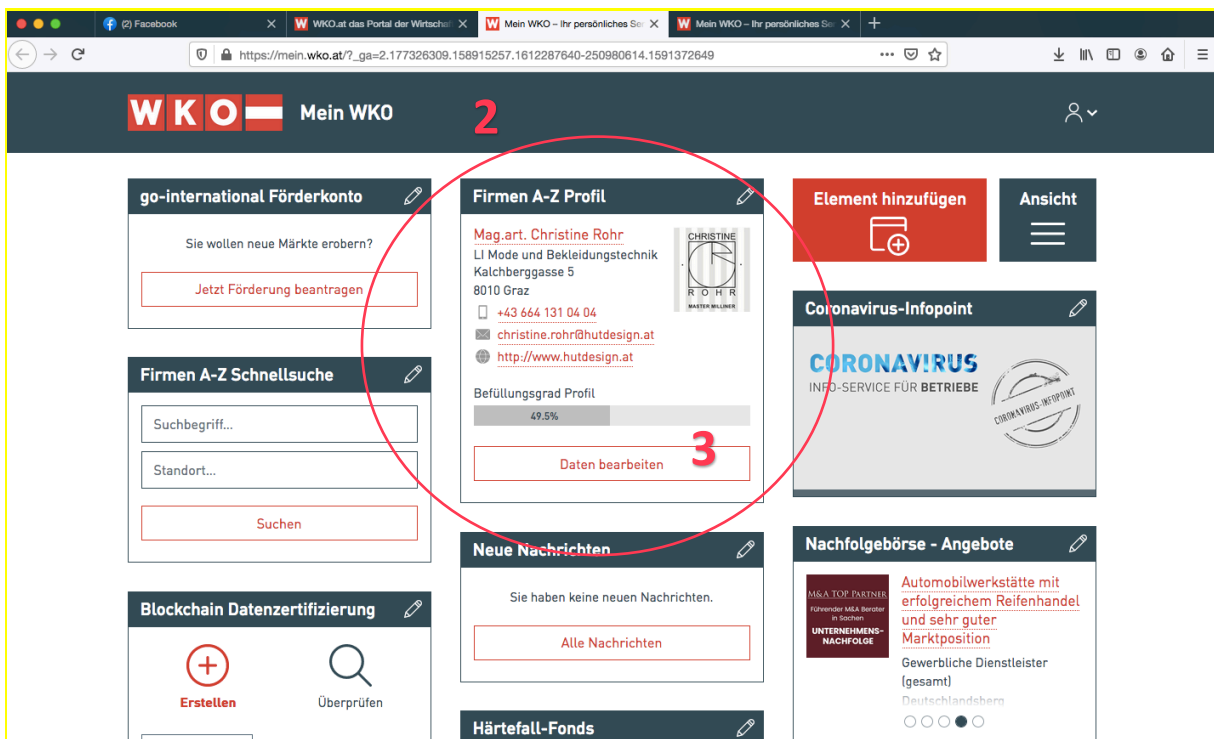 (2) Facebook
WKO.at das Portal der Wirtschaf
Mein WKO – Ihr persönliches Ser
Mein WKO – Ihr persönliches Ser
https://mein.wko.at/?_ga=2.177326309.158915257.1612287640-250980614.1591372649
WKO
Mein WKO
2
go-international Förderkonto
Sie wollen neue Märkte erobern?
Jetzt Förderung beantragen
Firmen A-Z Schnellsuche
Suchbegriff...
Standort...
Suchen
Blockchain Datenzertifizierung
Erstellen
Überprüfen
Firmen A-Z Profil
Mag.art. Christine Rohr
LI Mode und Bekleidungstechnik
Kalchberggasse 5
8010 Graz
+43 664 131 04 04
christine.rohr@hutdesign.at
http://www.hutdesign.at
CHRISTINE
ROHR
MASTER MILLINER
Befüllungsgrad Profil
49.5%
Daten bearbeiten
3
Neue Nachrichten
Sie haben keine neuen Nachrichten.
Alle Nachrichten
Härtefall-Fonds
Element hinzufügen
Ansicht
Coronavirus-Infopoint
CORONAVIRUS
INFO-SERVICE FÜR BETRIEBE
CORONAVIRUS-INFOPOINT
Nachfolgebörse - Angebote
M&A TOP PARTNER
Führender M&A Berater
in Sachen
UNTERNEHMENS-
NACHFOLGE
Automobilwerkstätte mit
erfolgreichem Reifenhandel
und sehr guter
Marktposition
Gewerbliche Dienstleister
(gesamt)
Deutschlandsberg